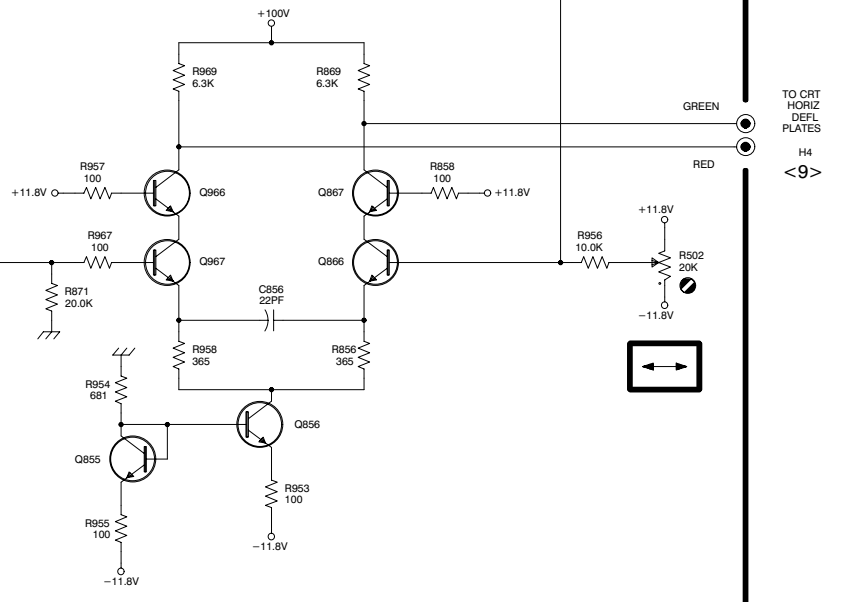 +100V
R969
6.3K
R869
6.3K
GREEN
TO CRT
HORIZ
DEFL
PLATES
H4
<9>
RED
R957
100
+11.8V
Q966
Q867
R858
100
+11.8V
R967
100
Q967
Q866
R956
10.0K
+11.8V
R502
20K
−11.8V
R871
20.0K
C856
22PF
R958
365
R856
365
R954
681
Q856
Q855
R953
100
−11.8V
R955
100
−11.8V